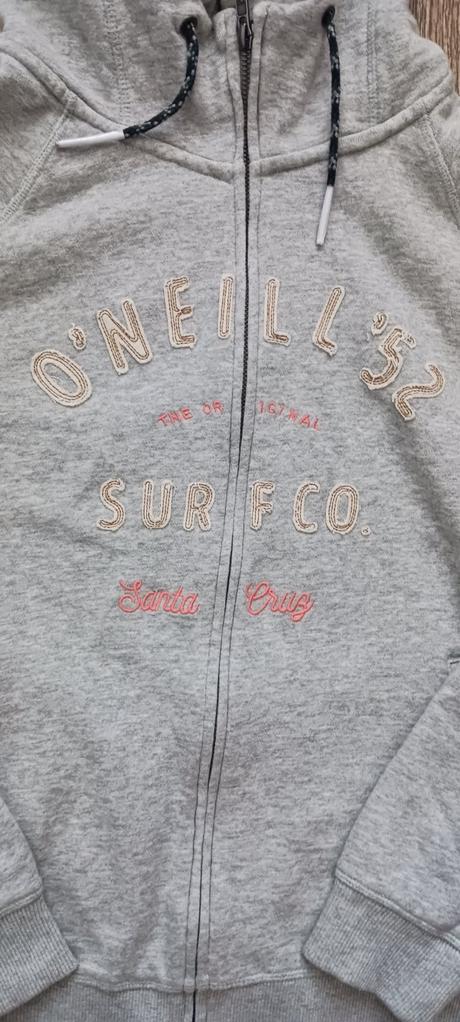 O'NEILL '52
THE ORIGINAL
SURF CO.
Santa Cruz